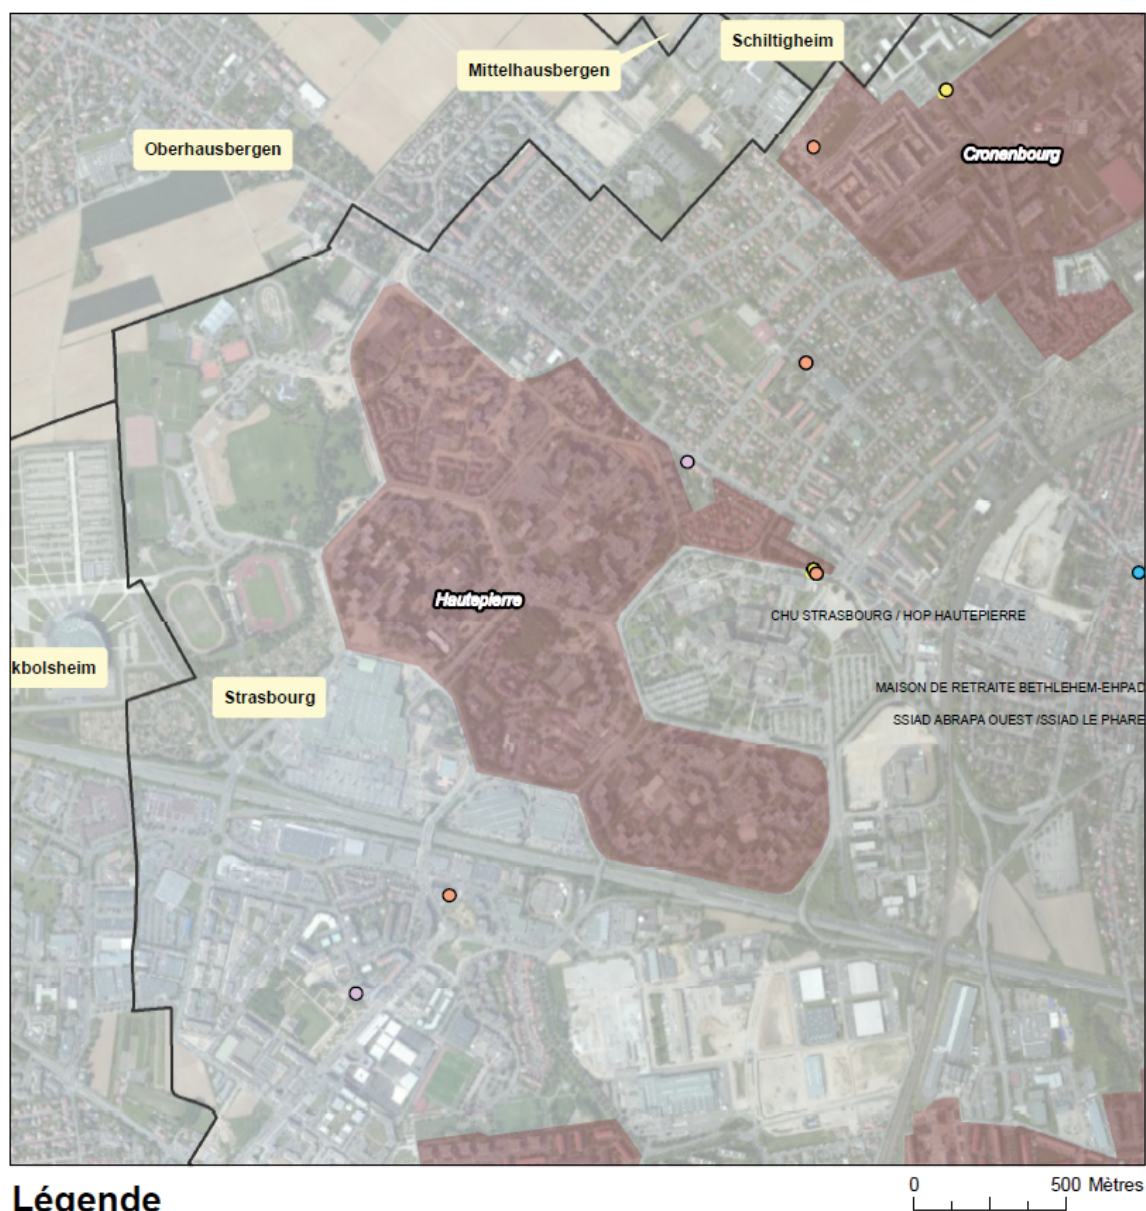 Schiltigheim
Mittelhausbergen
Oberhausbergen
Cronenbourg
Hautepierre
CHU STRASBOURG / HOP HAUTEPIERRE
kbolsheim
MAISON DE RETRAITE BETHLEHEM-EHPAD
Strasbourg
SSIAD ABRAPA OUEST /SSIAD LE PHARE
0 500 Mètres
Légende